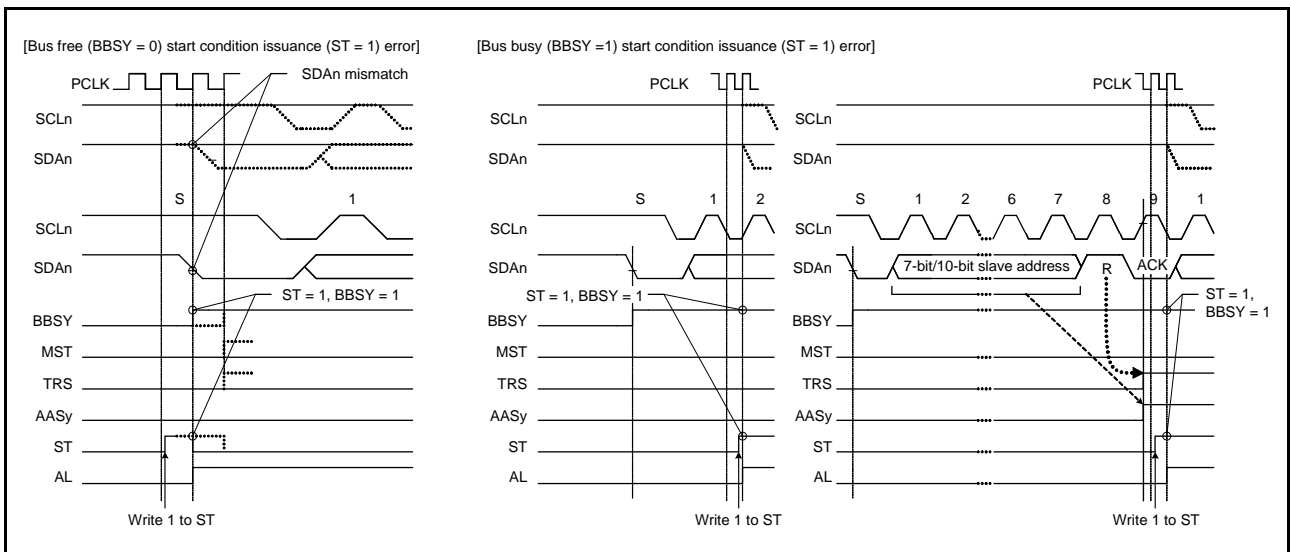 [Bus free (BBSY = 0) start condition issuance (ST = 1) error]
PCLK
SDAn mismatch
SCLn
SDAn
S
1
SCLn
SDAn
ST = 1, BBSY = 1
BBSY
MST
TRS
AASy
ST
AL
Write 1 to ST
[Bus busy (BBSY =1) start condition issuance (ST = 1) error]
PCLK
SCLn
SDAn
S 1 2
SCLn
SDAn
ST = 1, BBSY = 1
BBSY
MST
TRS
AASy
ST
AL
Write 1 to ST
PCLK
SCLn
SDAn
S 1 2 6 7 8 9 1
SCLn
SDAn
7-bit/10-bit slave address
R
ACK
ST = 1,
BBSY = 1
BBSY
MST
TRS
AASy
ST
AL
Write 1 to ST